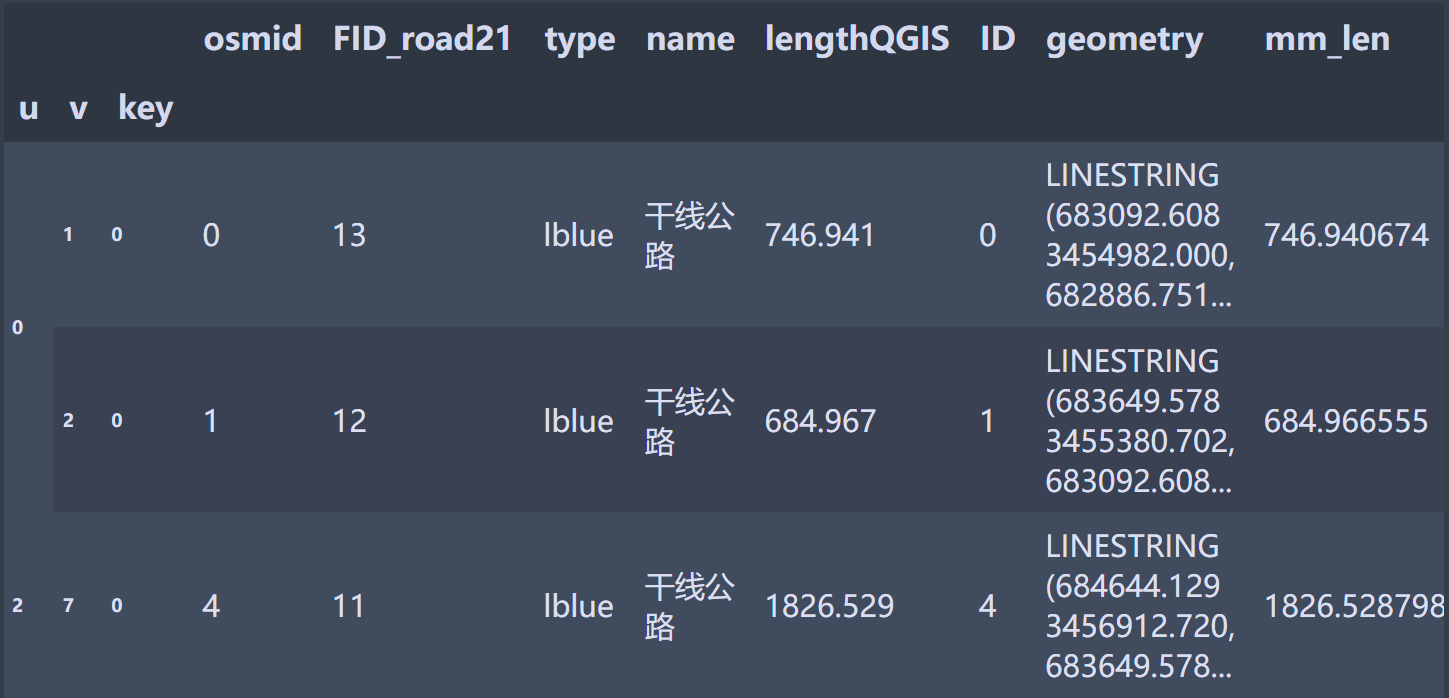 osmid FID_road21 type name lengthQGIS ID geometry mm_len
u v key
0 1 0 0 13 lblue 干线公路 746.941 0 LINESTRING (683092.608 3454982.000, 682886.751... 746.940674
2 0 1 12 lblue 干线公路 684.967 1 LINESTRING (683649.578 3455380.702, 683092.608... 684.966555
2 7 0 4 11 lblue 干线公路 1826.529 4 LINESTRING (684644.129 3456912.720, 683649.578... 1826.528798